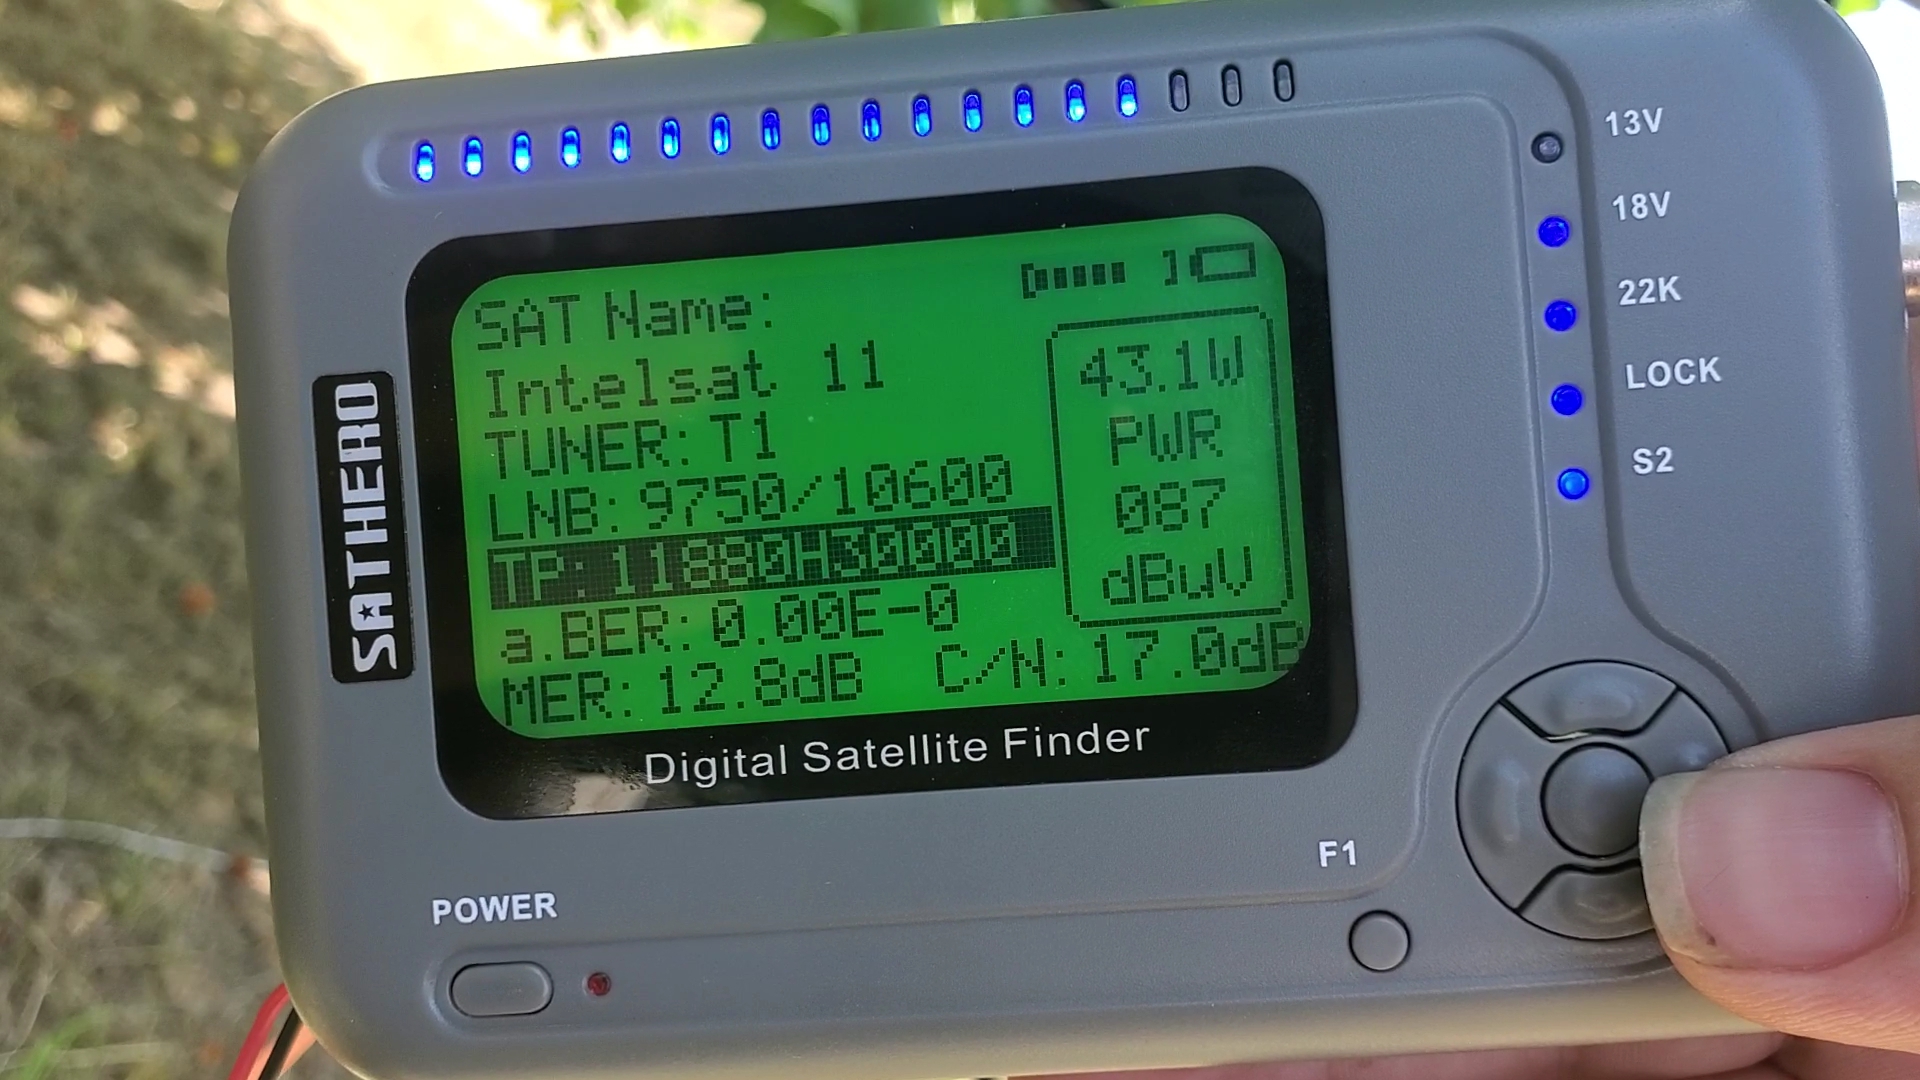 13V
18V
22K
LOCK
S2
SATHERO
SAT Name:
Intelsat 11
TUNER: T1
LNB: 9750/10600
TP: 11880H30000
a.BER: 0.00E-0
MER: 12.8dB C/N: 17.0dB
43.1W
PWR
087
dBuV
Digital Satellite Finder
F1
POWER